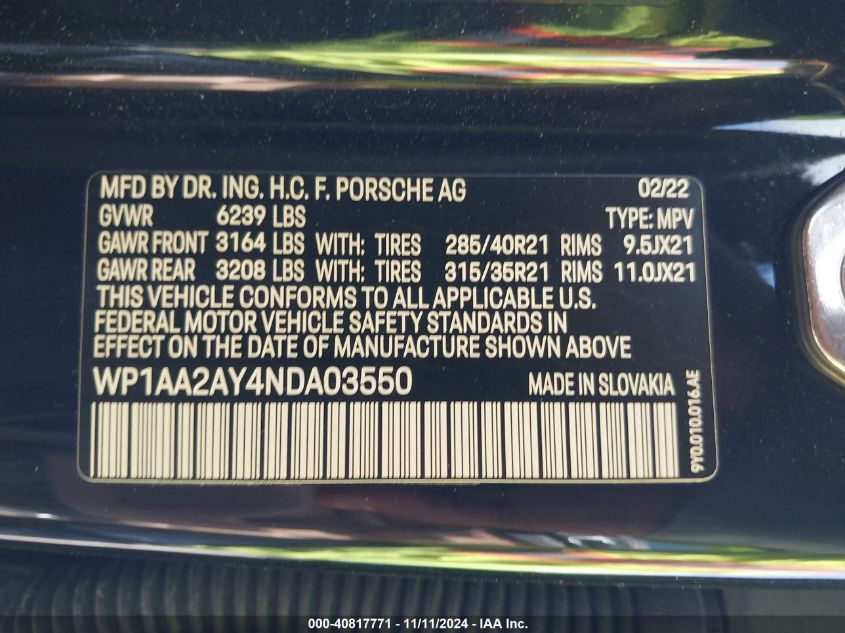 MFD BY DR. ING. H.C. F. PORSCHE AG 02/22
GVWR 6239 LBS TYPE: MPV
GAWR FRONT 3164 LBS WITH: TIRES 285/40R21 RIMS 9.5JX21
GAWR REAR 3208 LBS WITH: TIRES 315/35R21 RIMS 11.0JX21
THIS VEHICLE CONFORMS TO ALL APPLICABLE U.S.
FEDERAL MOTOR VEHICLE SAFETY STANDARDS IN
EFFECT ON THE DATE OF MANUFACTURE SHOWN ABOVE
WP1AA2AY4NDA03550 MADE IN SLOVAKIA
9Y0.010.016.AE
000-40817771 - 11/11/2024 - IAA Inc.